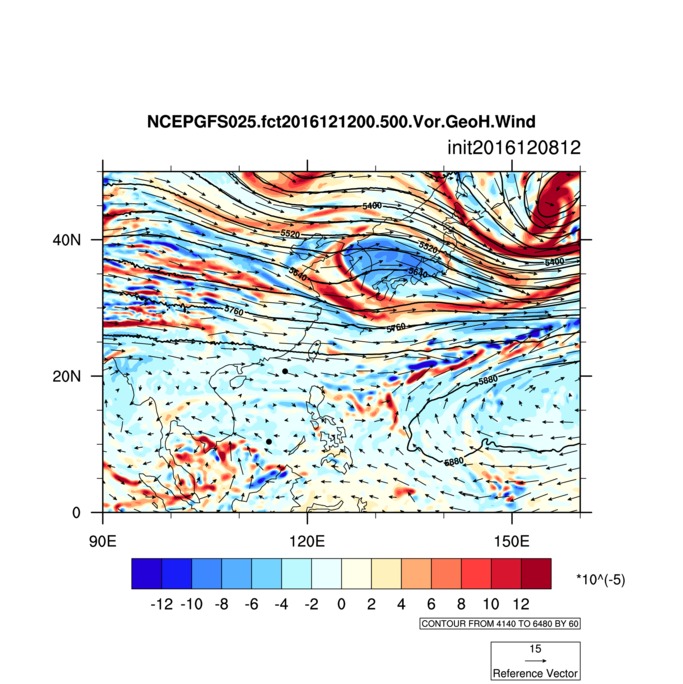 NCEPGFS025.fct2016121200.500.Vor.GeoH.Wind
init2016120812
5400
5520
5520
5400
5640
5640
5760
5760
5880
5880
40N
20N
0
90E
120E
150E
-12 -10 -8 -6 -4 -2 0 2 4 6 8 10 12
*10^(-5)
CONTOUR FROM 4140 TO 6480 BY 60
15
Reference Vector